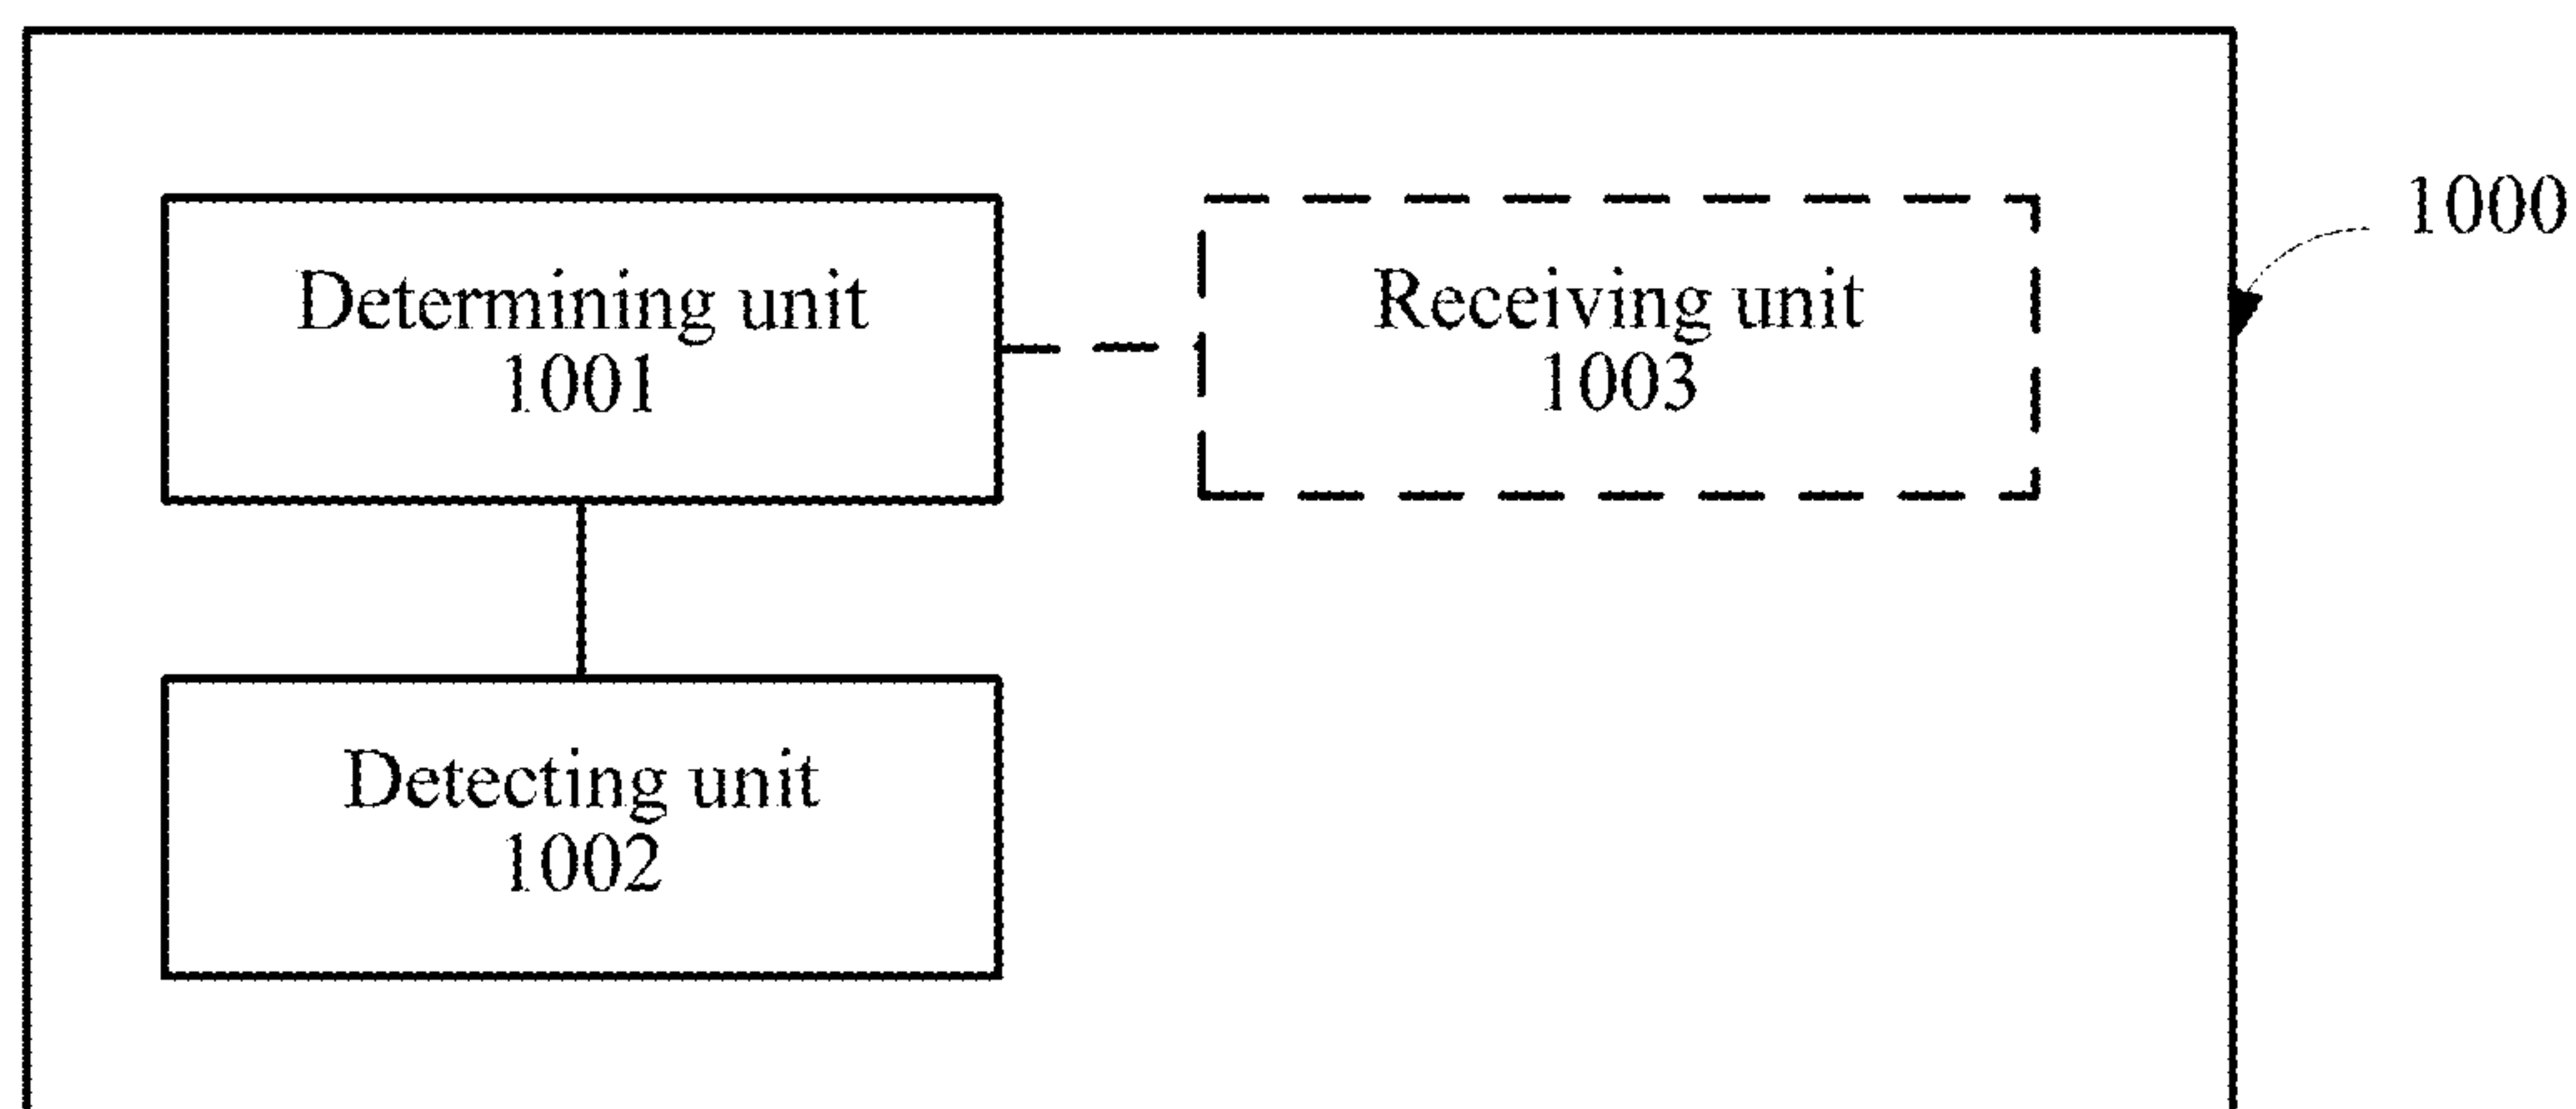 Determining unit
1001
Receiving unit
1003
1000
Detecting unit
1002